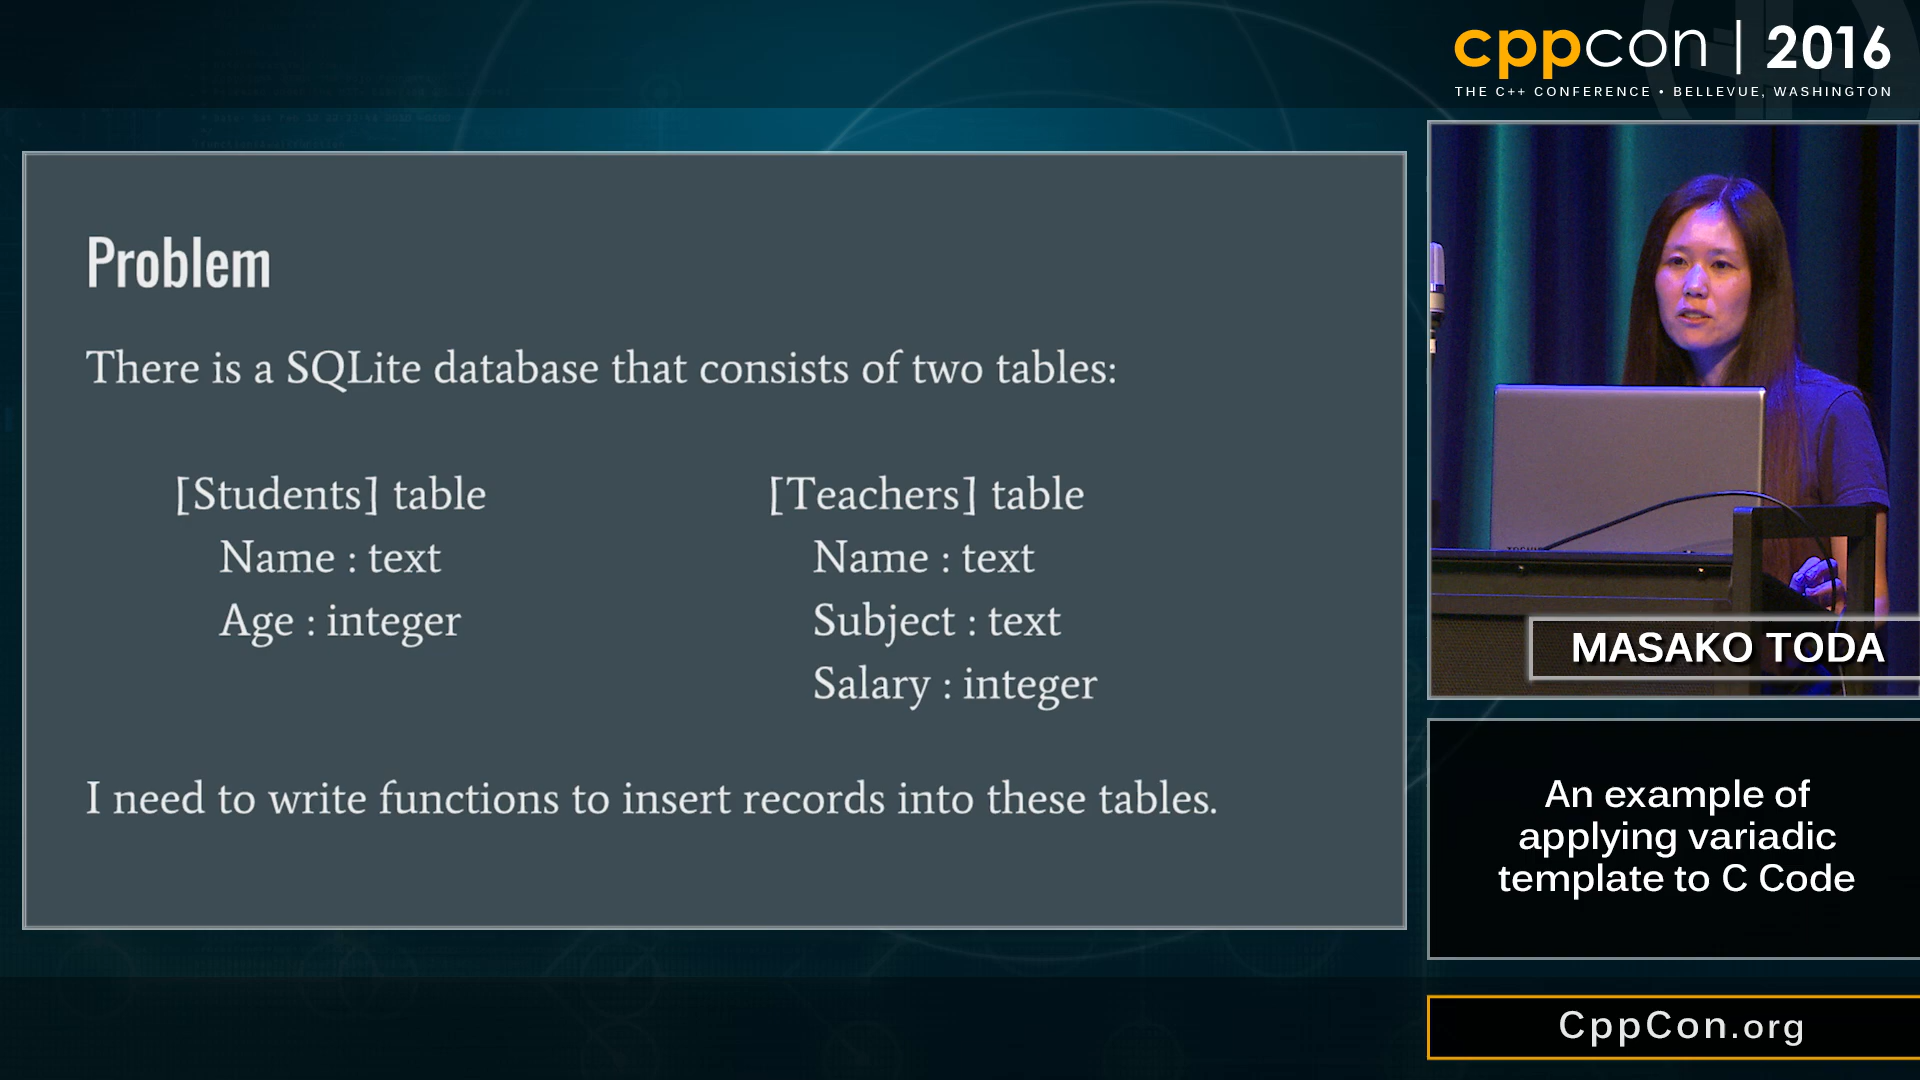 cppcon | 2016
THE C++ CONFERENCE • BELLEVUE, WASHINGTON
Problem
There is a SQLite database that consists of two tables:
[Students] table
Name : text
Age : integer
[Teachers] table
Name : text
Subject : text
Salary : integer
I need to write functions to insert records into these tables.
MASAKO TODA
An example of
applying variadic
template to C Code
CppCon.org